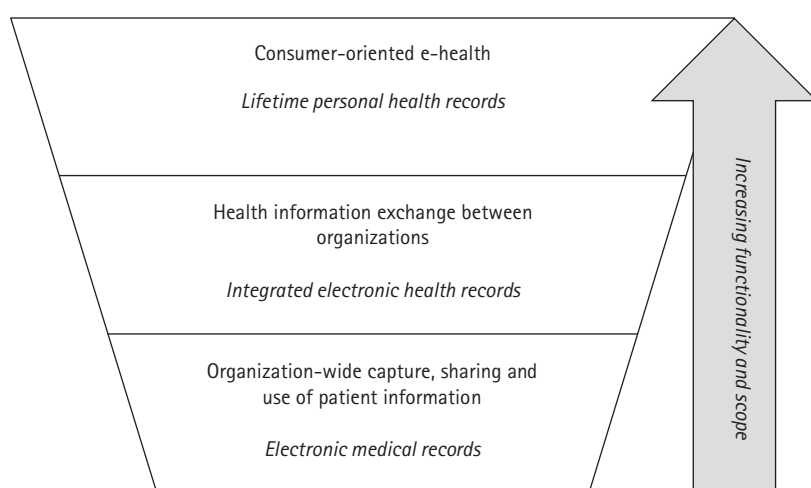 Consumer-oriented e-health
Lifetime personal health records
Health information exchange between
organizations
Integrated electronic health records
Organization-wide capture, sharing and
use of patient information
Electronic medical records
Increasing functionality and scope